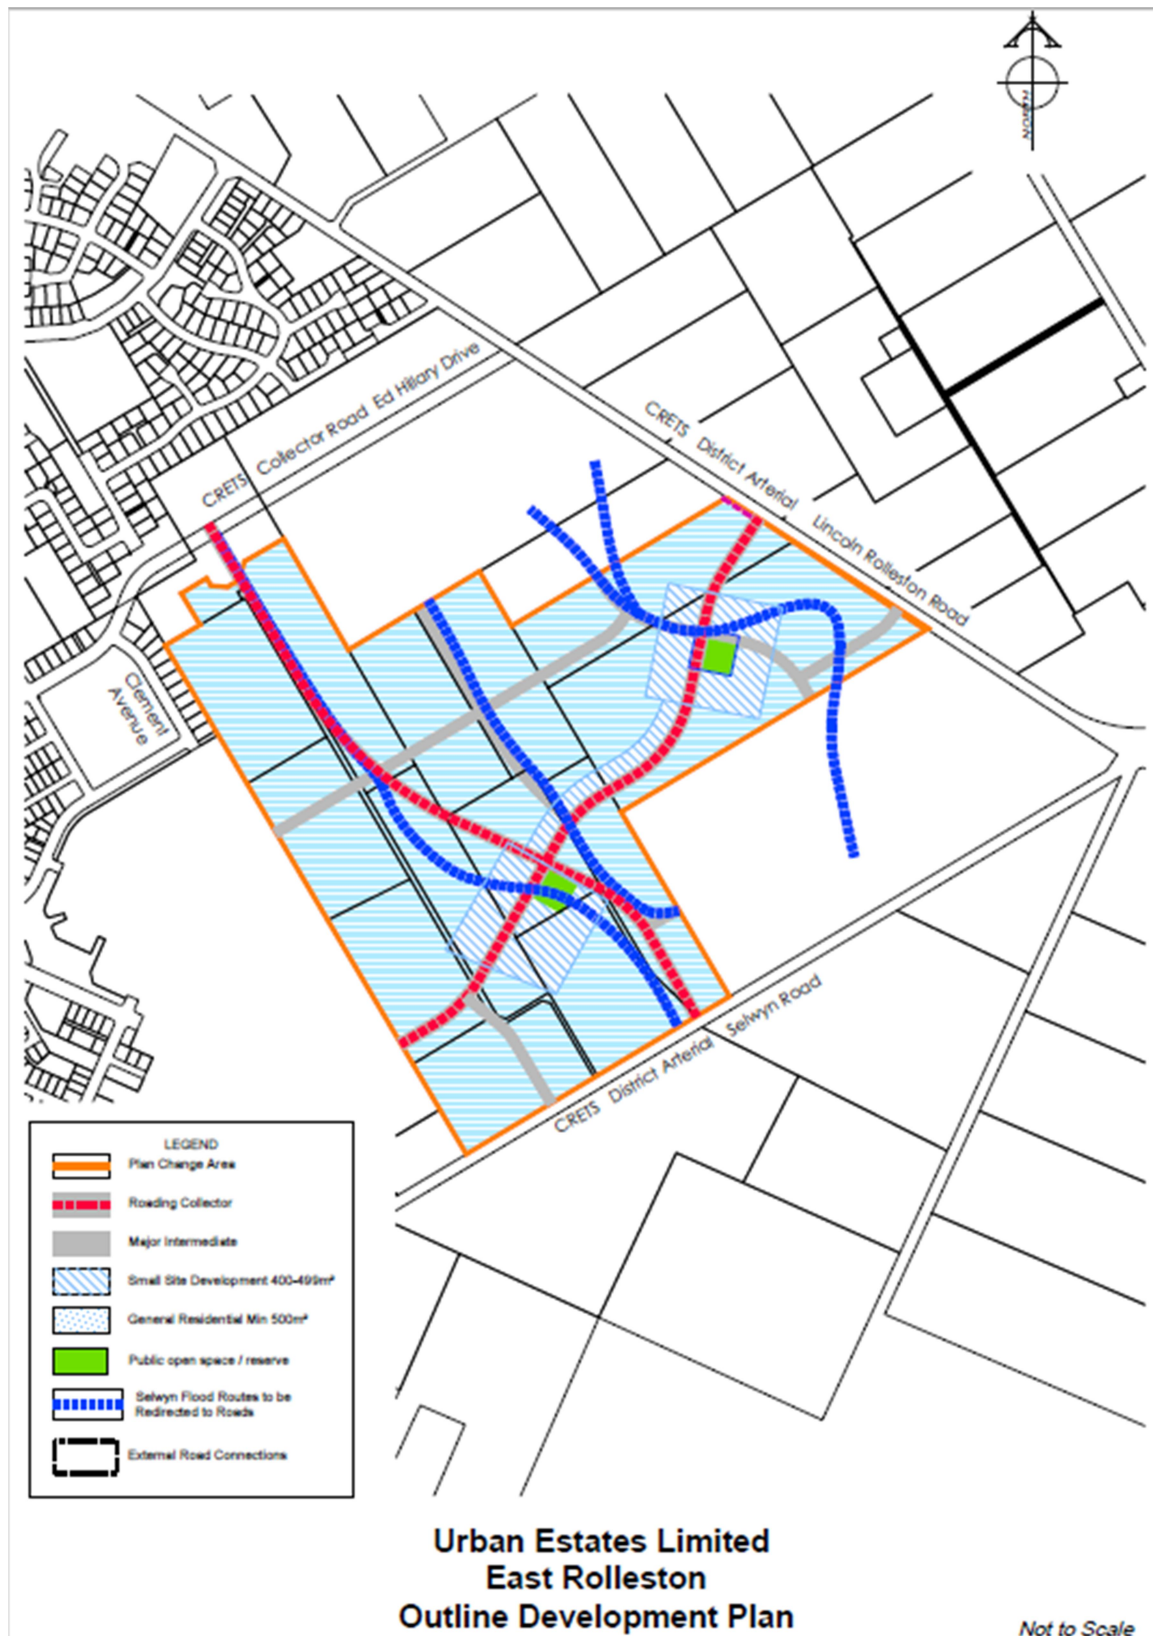 NORTH
CRETS Collector Road Ed Hillary Drive
CRETS District Arterial Lincoln Rolleston Road
Clement
Avenue
CRETS District Arterial Selwyn Road
LEGEND
Plan Change Area
Roading Collector
Major Intermediate
Small Site Development 400-499m²
General Residential Min 500m²
Public open space / reserve
Selwyn Flood Routes to be
Redirected to Roads
External Road Connections
Urban Estates Limited
East Rolleston
Outline Development Plan
Not to Scale